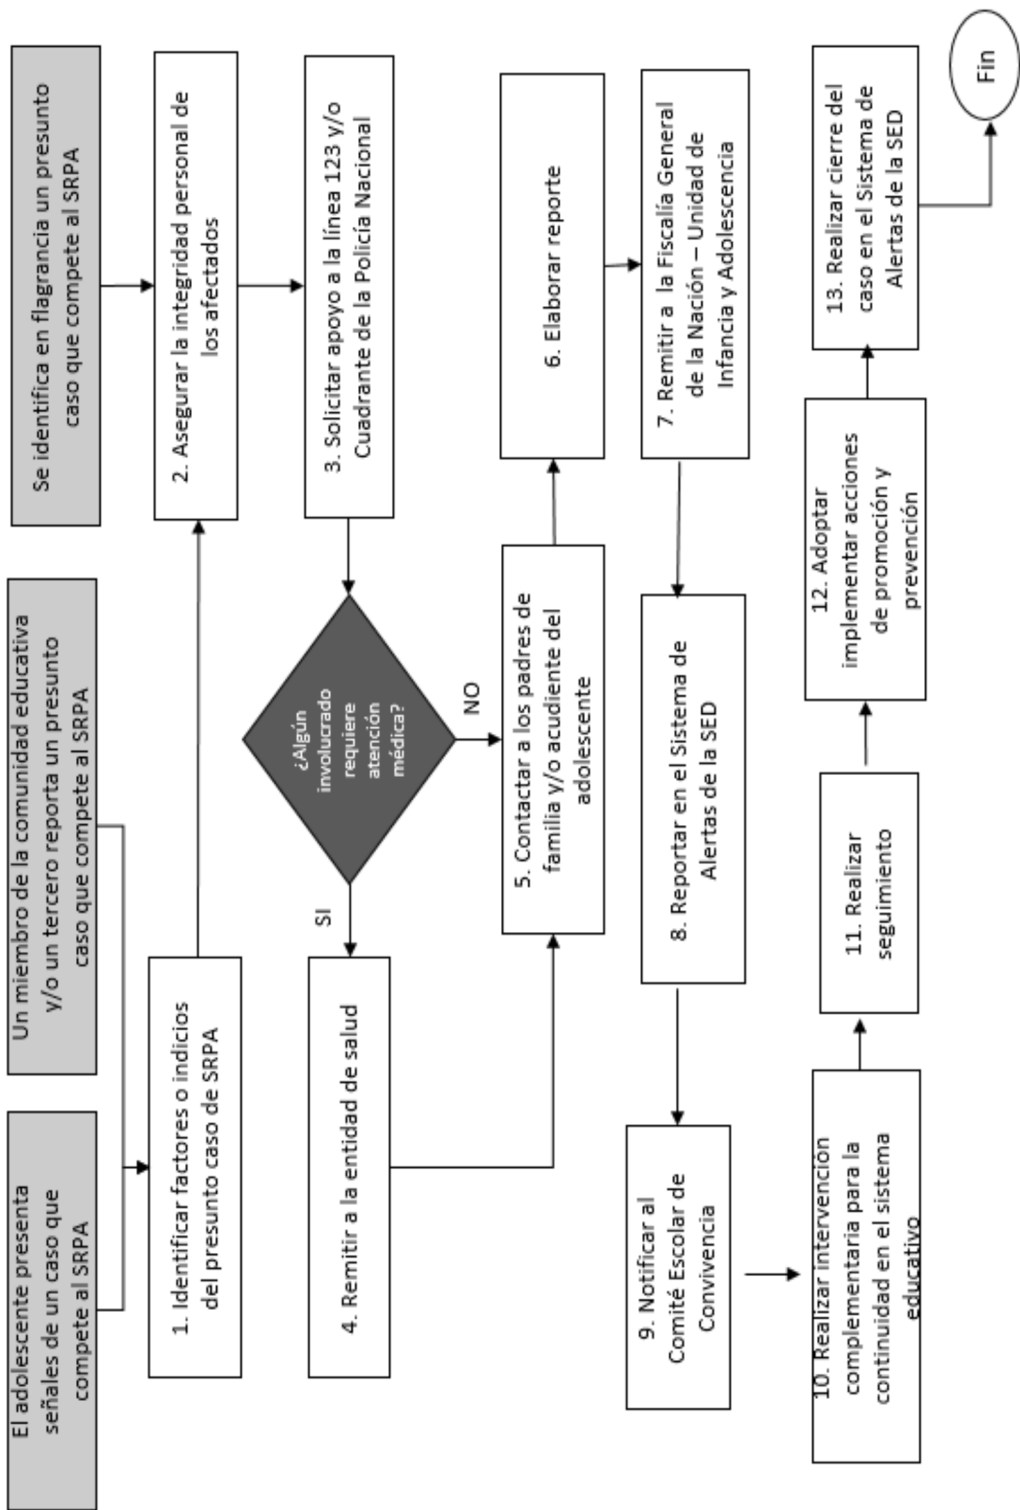 El adolescente presenta
señales de un caso que
compete al SRPA
Un miembro de la comunidad educativa
y/o un tercero reporta un presunto
caso que compete al SRPA
Se identifica en flagrancia un presunto
caso que compete al SRPA
1. Identificar factores o indicios
del presunto caso de SRPA
2. Asegurar la integridad personal de
los afectados
3. Solicitar apoyo a la línea 123 y/o
Cuadrante de la Policía Nacional
¿Algún
involucrado
requiere
atención
médica?
SI
NO
4. Remitir a la entidad de salud
5. Contactar a los padres de
familia y/o acudiente del
adolescente
6. Elaborar reporte
7. Remitir a la Fiscalía General
de la Nación – Unidad de
Infancia y Adolescencia
8. Reportar en el Sistema de
Alertas de la SED
9. Notificar al
Comité Escolar de
Convivencia
10. Realizar intervención
complementaria para la
continuidad en el sistema
educativo
11. Realizar
seguimiento
12. Adoptar
implementar acciones
de promoción y
prevención
13. Realizar cierre del
caso en el Sistema de
Alertas de la SED
Fin